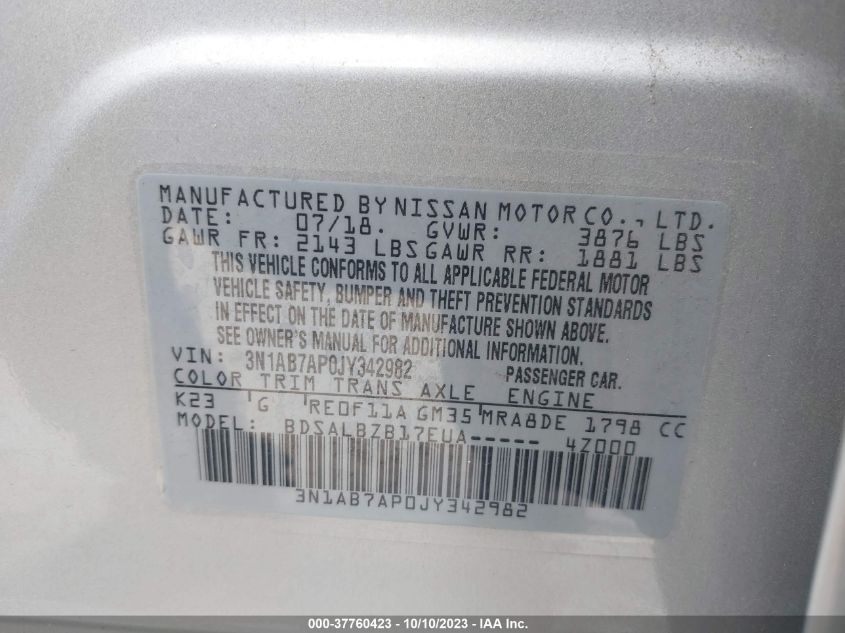 MANUFACTURED BY NISSAN MOTOR CO., LTD.
DATE: 07/18. GVWR: 3876 LBS
GAWR FR: 2143 LBS GAWR RR: 1881 LBS
THIS VEHICLE CONFORMS TO ALL APPLICABLE FEDERAL MOTOR
VEHICLE SAFETY, BUMPER AND THEFT PREVENTION STANDARDS
IN EFFECT ON THE DATE OF MANUFACTURE SHOWN ABOVE.
SEE OWNER'S MANUAL FOR ADDITIONAL INFORMATION.
VIN: 3N1AB7AP0JY342982 PASSENGER CAR.
COLOR TRIM TRANS AXLE ENGINE
K23 G RE0F11A GM35 MRA8DE 1798 CC
MODEL: BDSALBZB17EUA----- 4Z000
3N1AB7AP0JY342982
000-37760423 - 10/10/2023 - IAA Inc.